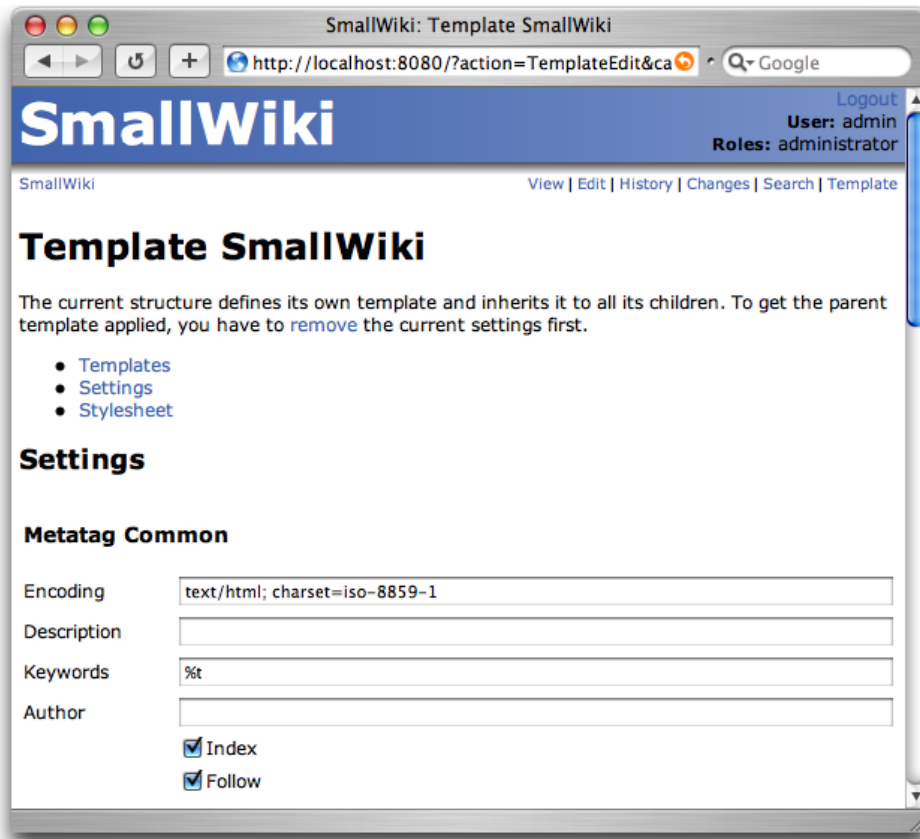 SmallWiki: Template SmallWiki
http://localhost:8080/?action=TemplateEdit&ca
Google
SmallWiki
Logout
User: admin
Roles: administrator
SmallWiki
View | Edit | History | Changes | Search | Template
Template SmallWiki
The current structure defines its own template and inherits it to all its children. To get the parent
template applied, you have to remove the current settings first.
• Templates
• Settings
• Stylesheet
Settings
Metatag Common
Encoding text/html; charset=iso-8859-1
Description
Keywords %t
Author
Index
Follow